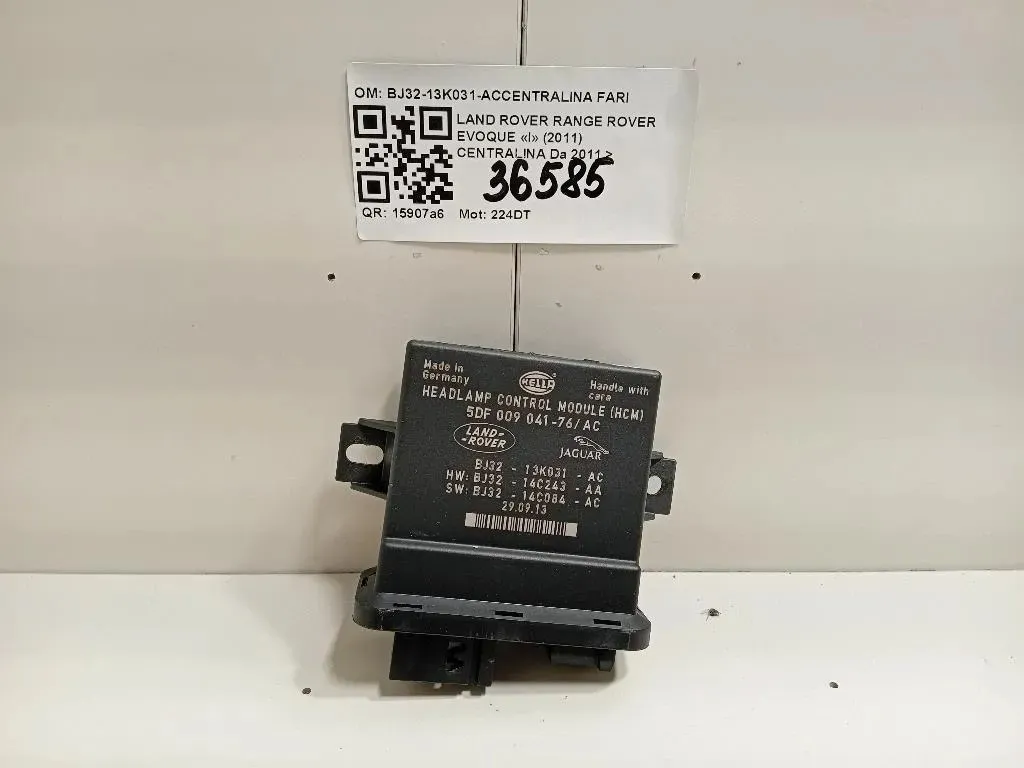 OM: BJ32-13K031-ACCENTRALINA FARI
LAND ROVER RANGE ROVER
EVOQUE «I» (2011)
CENTRALINA Da 2011 >
36585
QR: 15907a6 Mot: 224DT
Made in
Germany
HELLA
Handle with
care
HEADLAMP CONTROL MODULE (HCM)
5DF 009 041-76/AC
LAND-
-ROVER
JAGUAR
BJ32 - 13K031 - AC
HW: BJ32 - 14C243 - AA
SW: BJ32 - 14C084 - AC
29.09.13